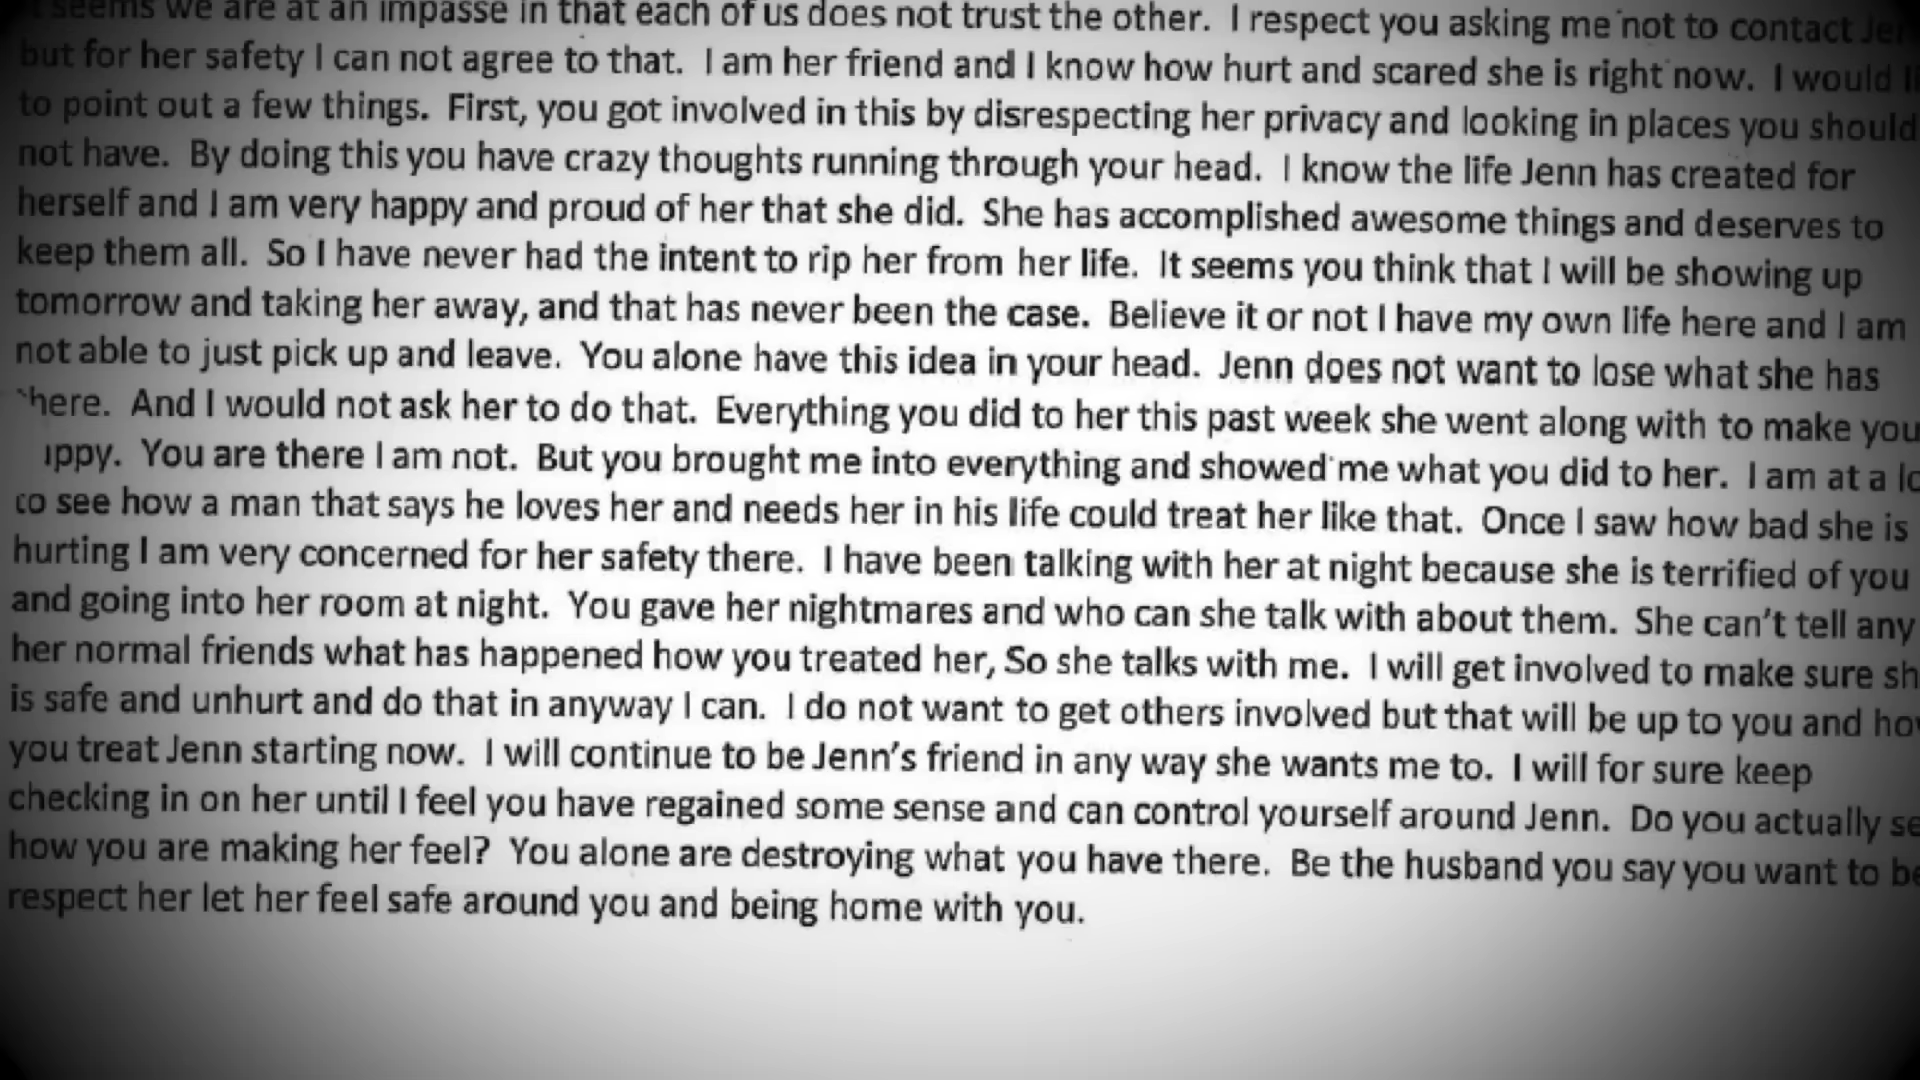 seems we are at an impasse in that each of us does not trust the other. I respect you asking me not to contact
but for her safety I can not agree to that. I am her friend and I know how hurt and scared she is right now. I would
to point out a few things. First, you got involved in this by disrespecting her privacy and looking in places you should
not have. By doing this you have crazy thoughts running through your head. I know the life Jenn has created for
herself and I am very happy and proud of her that she did. She has accomplished awesome things and deserves to
keep them all. So I have never had the intent to rip her from her life. It seems you think that I will be showing up
tomorrow and taking her away, and that has never been the case. Believe it or not I have my own life here and I am
not able to just pick up and leave. You alone have this idea in your head. Jenn does not want to lose what she has
here. And I would not ask her to do that. Everything you did to her this past week she went along with to make you
ppy. You are there I am not. But you brought me into everything and showed me what you did to her. I am at a lo
to see how a man that says he loves her and needs her in his life could treat her like that. Once I saw how bad she is
hurting I am very concerned for her safety there. I have been talking with her at night because she is terrified of you
and going into her room at night. You gave her nightmares and who can she talk with about them. She can't tell any
her normal friends what has happened how you treated her, So she talks with me. I will get involved to make sure sh
is safe and unhurt and do that in anyway I can. I do not want to get others involved but that will be up to you and ho
you treat Jenn starting now. I will continue to be Jenn's friend in any way she wants me to. I will for sure keep
checking in on her until I feel you have regained some sense and can control yourself around Jenn. Do you actually se
how you are making her feel? You alone are destroying what you have there. Be the husband you say you want to be
respect her let her feel safe around you and being home with you.